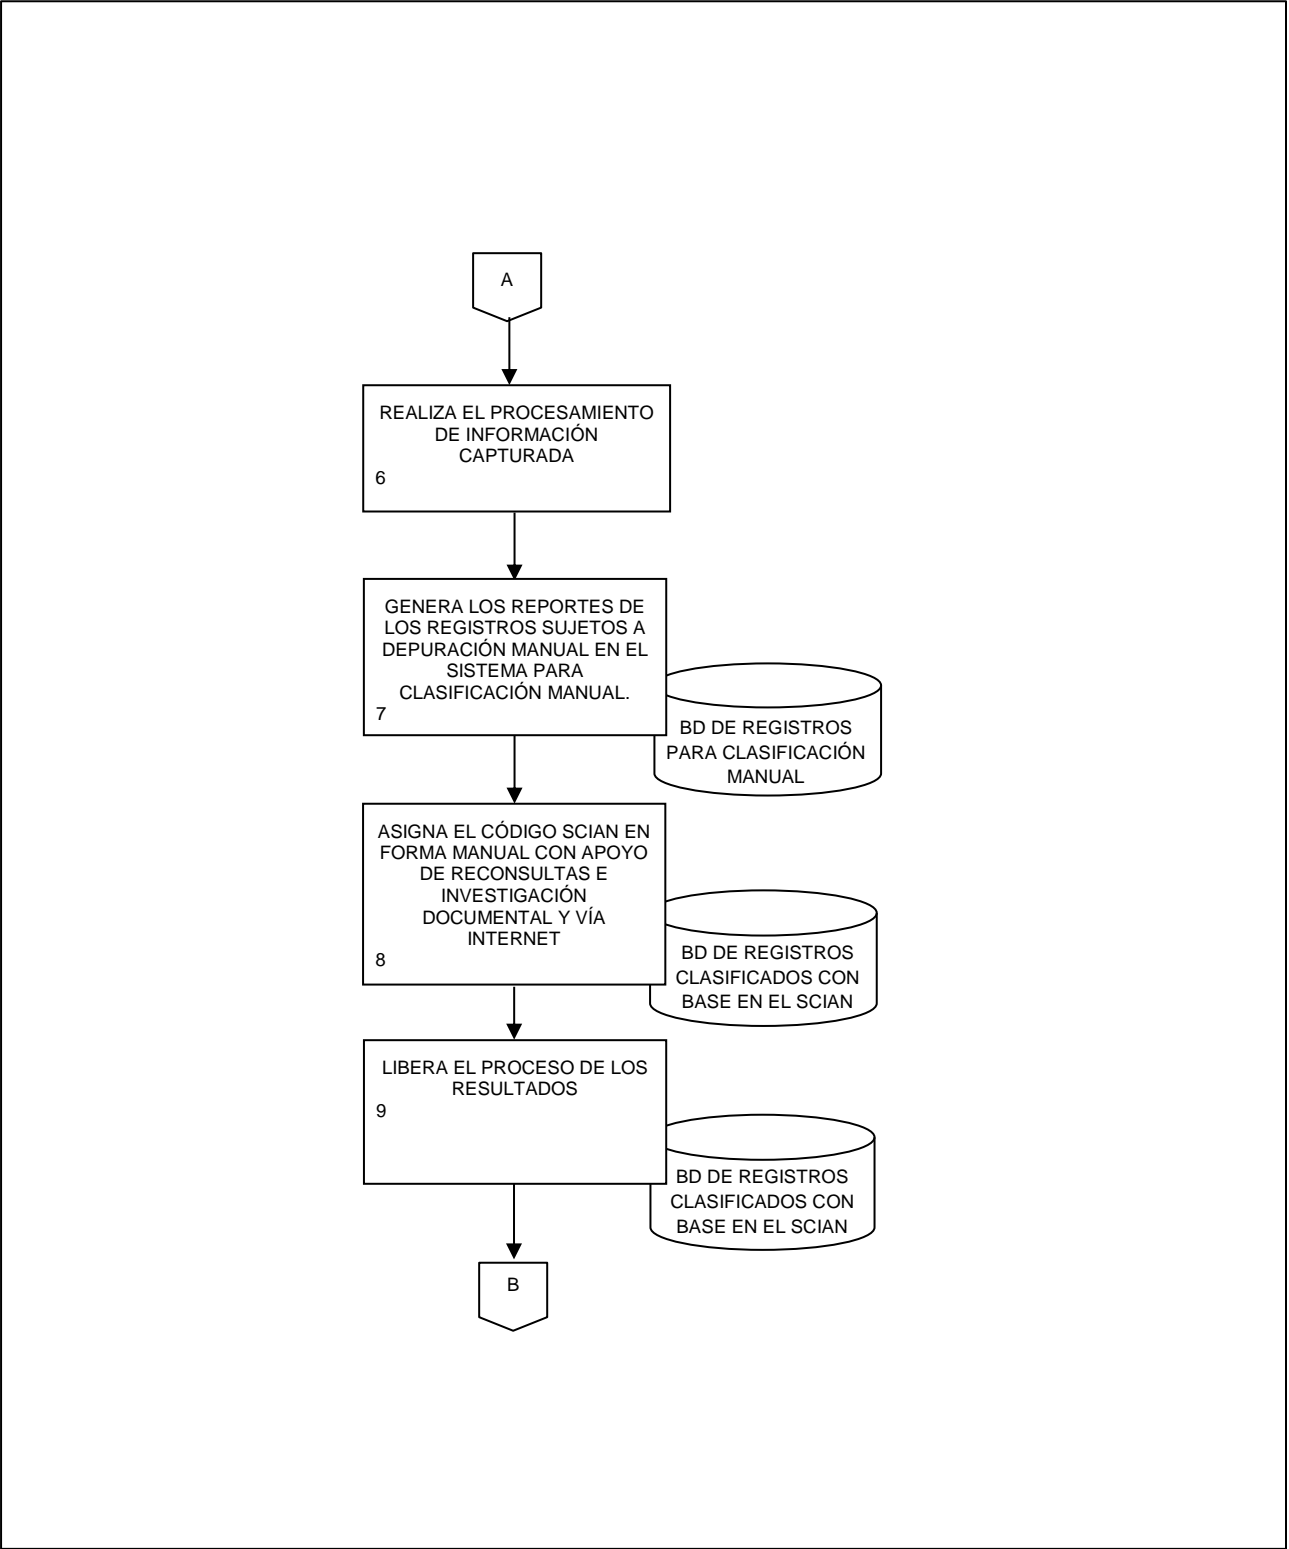 A
REALIZA EL PROCESAMIENTO
DE INFORMACIÓN
CAPTURADA
6
GENERA LOS REPORTES DE
LOS REGISTROS SUJETOS A
DEPURACIÓN MANUAL EN EL
SISTEMA PARA
CLASIFICACIÓN MANUAL.
7
BD DE REGISTROS
PARA CLASIFICACIÓN
MANUAL
ASIGNA EL CÓDIGO SCIAN EN
FORMA MANUAL CON APOYO
DE RECONSULTAS E
INVESTIGACIÓN
DOCUMENTAL Y VÍA
INTERNET
8
BD DE REGISTROS
CLASIFICADOS CON
BASE EN EL SCIAN
LIBERA EL PROCESO DE LOS
RESULTADOS
9
BD DE REGISTROS
CLASIFICADOS CON
BASE EN EL SCIAN
B